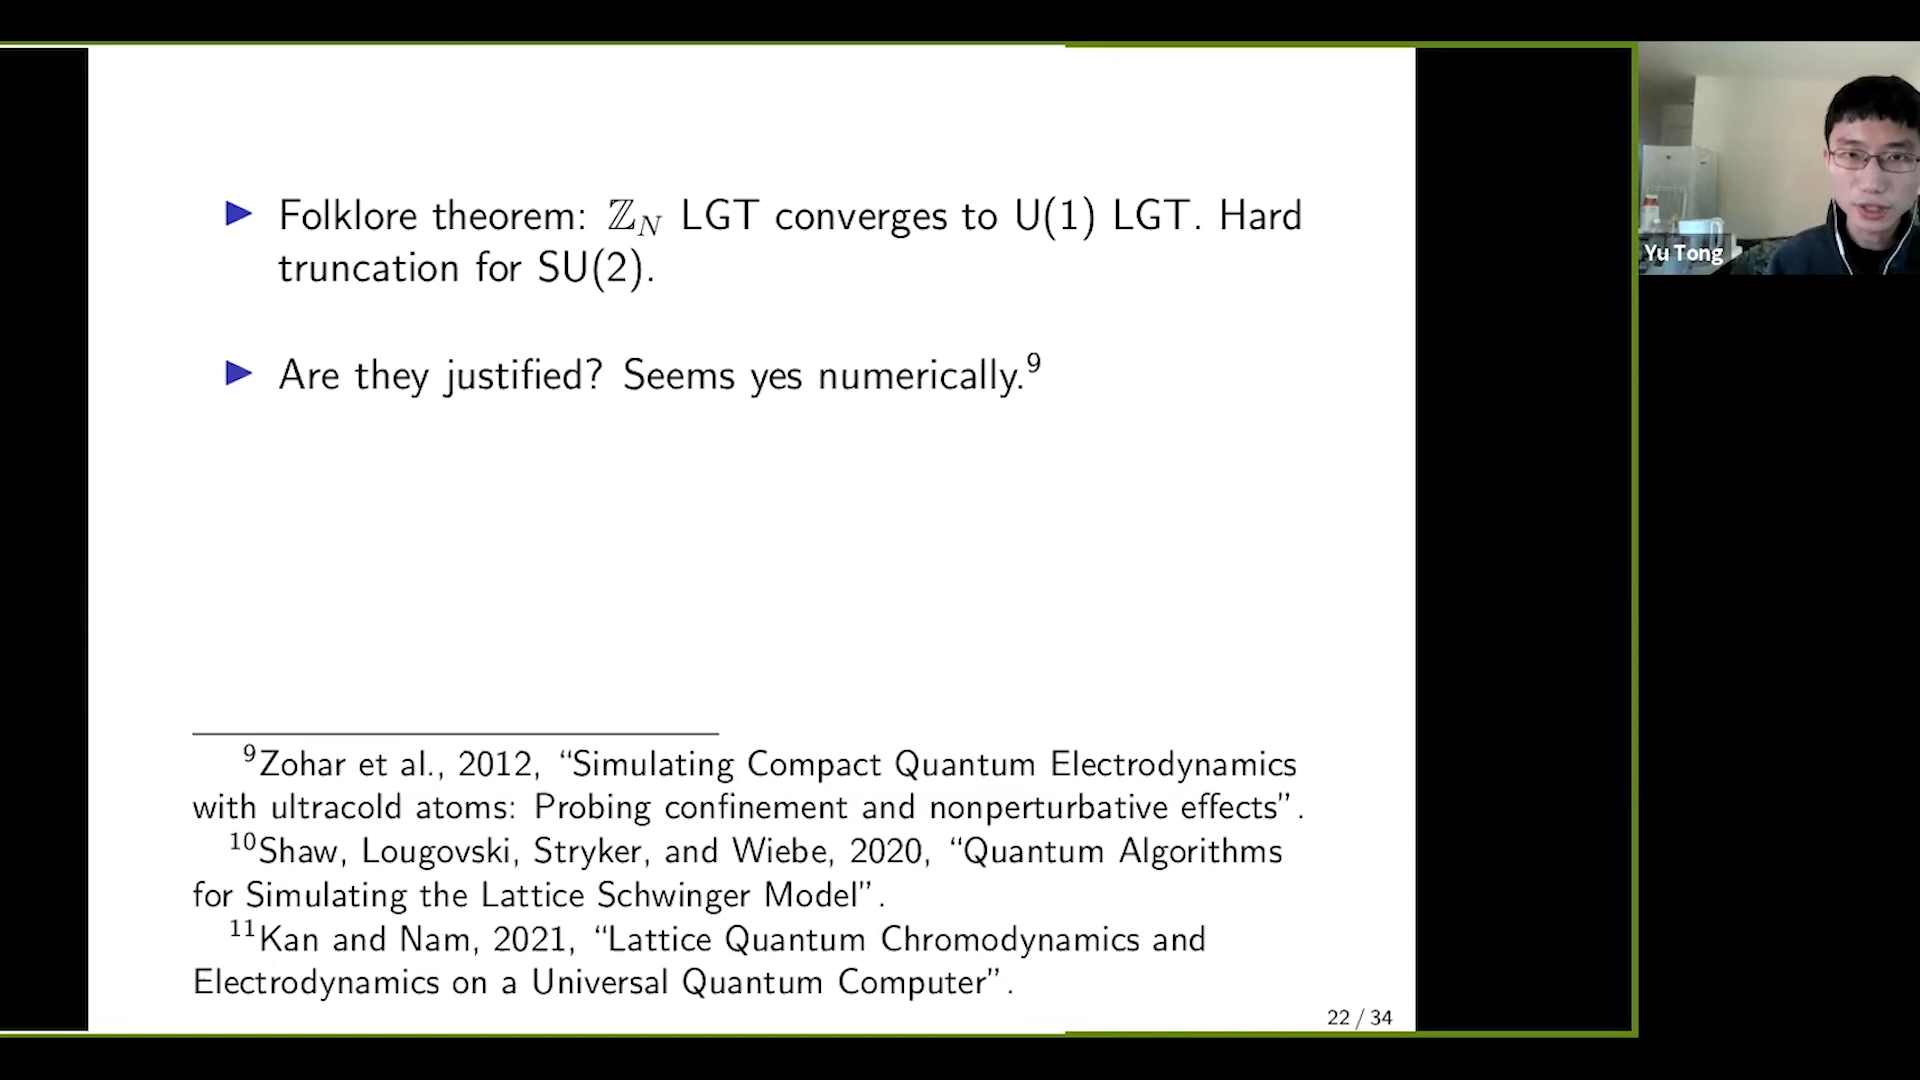 ▶ Folklore theorem: ℤ_N LGT converges to U(1) LGT. Hard
truncation for SU(2).
▶ Are they justified? Seems yes numerically.⁹
⁹Zohar et al., 2012, “Simulating Compact Quantum Electrodynamics
with ultracold atoms: Probing confinement and nonperturbative effects”.
¹⁰Shaw, Lougovski, Stryker, and Wiebe, 2020, “Quantum Algorithms
for Simulating the Lattice Schwinger Model”.
¹¹Kan and Nam, 2021, “Lattice Quantum Chromodynamics and
Electrodynamics on a Universal Quantum Computer”.
22 / 34
Yu Tong